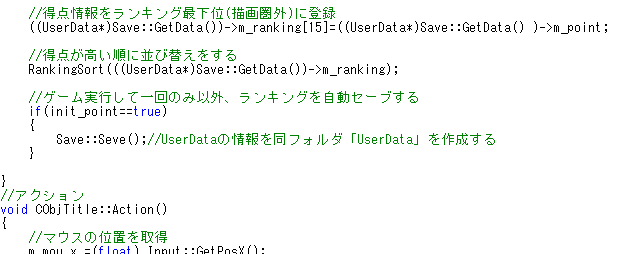 //得点情報をランキング最下位(描画圏外)に登録
((UserData*)Save::GetData())->m_ranking[15]=((UserData*)Save::GetData() )->m_point;
//得点が高い順に並び替えをする
RankingSort(((UserData*)Save::GetData())->m_ranking);
//ゲーム実行して一回のみ以外、ランキングを自動セーブする
if(init_point==true)
{
Save::Seve();//UserDataの情報を同フォルダ「UserData」を作成する
}
}
//アクション
void CObjTitle::Action()
{
//マウスの位置を取得
m_mou_x =(float) Input::GetPosX();